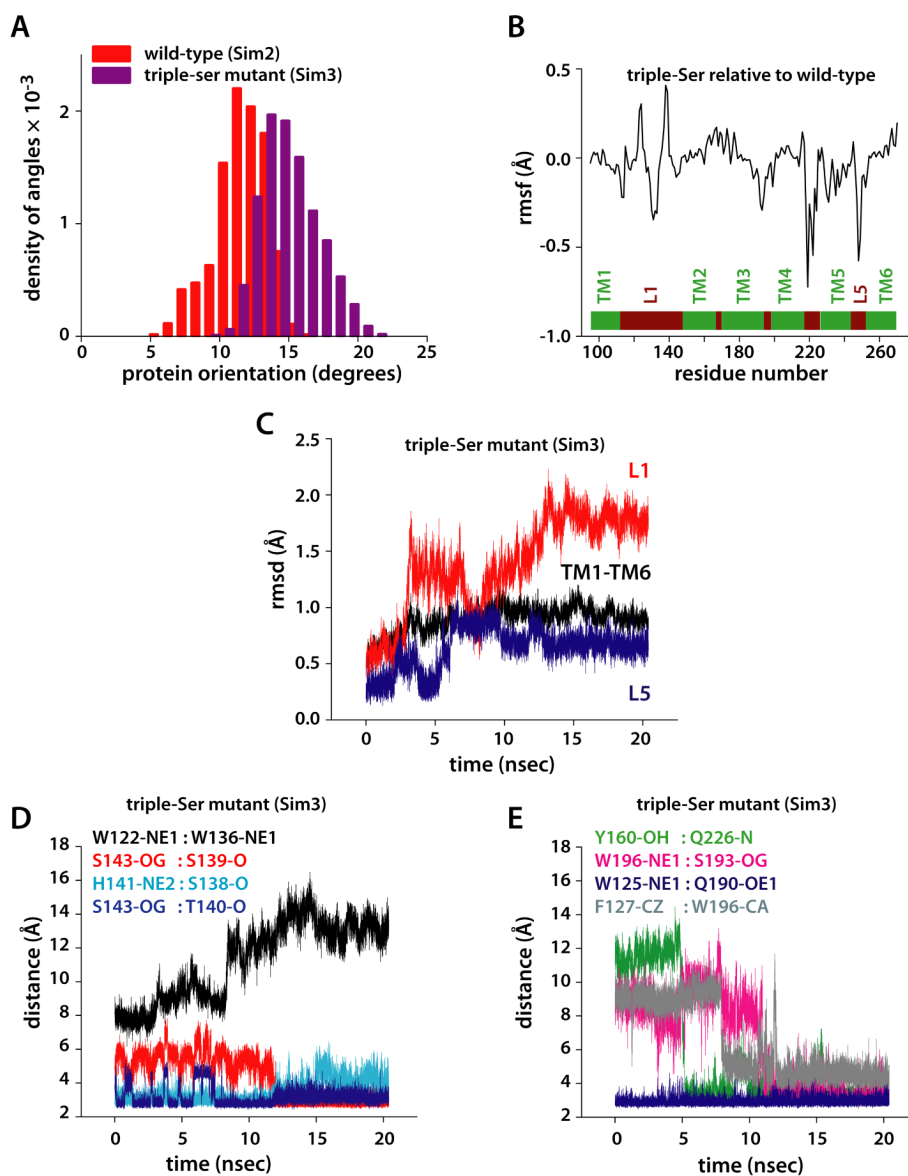 A
wild-type (Sim2)
triple-ser mutant (Sim3)
density of angles × 10⁻³
2
1
0
0 5 10 15 20 25
protein orientation (degrees)
B
triple-Ser relative to wild-type
rmsf (Å)
0.5
0.0
-0.5
-1.0
TM1 L1 TM2 TM3 TM4 TM5 L5 TM6
100 140 180 220 260
residue number
C
triple-Ser mutant (Sim3)
rmsd (Å)
2.5
2.0
1.5
1.0
0.5
0.0
L1
TM1-TM6
L5
0 5 10 15 20
time (nsec)
D
triple-Ser mutant (Sim3)
W122-NE1 : W136-NE1
S143-OG : S139-O
H141-NE2 : S138-O
S143-OG : T140-O
distance (Å)
18
16
14
12
10
8
6
4
2
0 5 10 15 20
time (nsec)
E
triple-Ser mutant (Sim3)
Y160-OH : Q226-N
W196-NE1 : S193-OG
W125-NE1 : Q190-OE1
F127-CZ : W196-CA
distance (Å)
18
16
14
12
10
8
6
4
2
0 5 10 15 20
time (nsec)